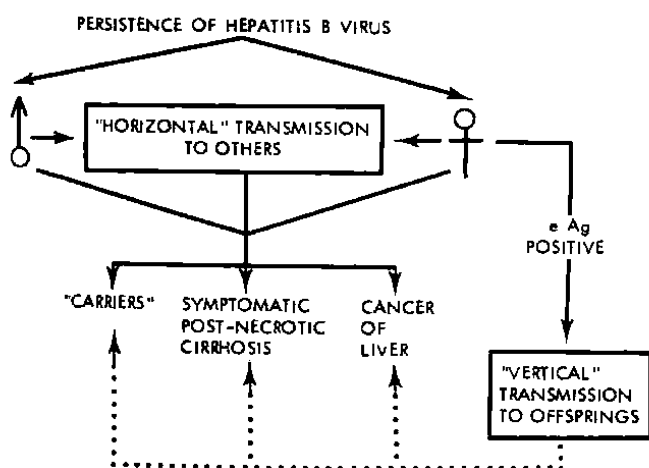 PERSISTENCE OF HEPATITIS B VIRUS
"HORIZONTAL" TRANSMISSION
TO OTHERS
e Ag
POSITIVE
"CARRIERS"
SYMPTOMATIC
POST-NECROTIC
CIRRHOSIS
CANCER
OF
LIVER
"VERTICAL"
TRANSMISSION
TO OFFSPRINGS